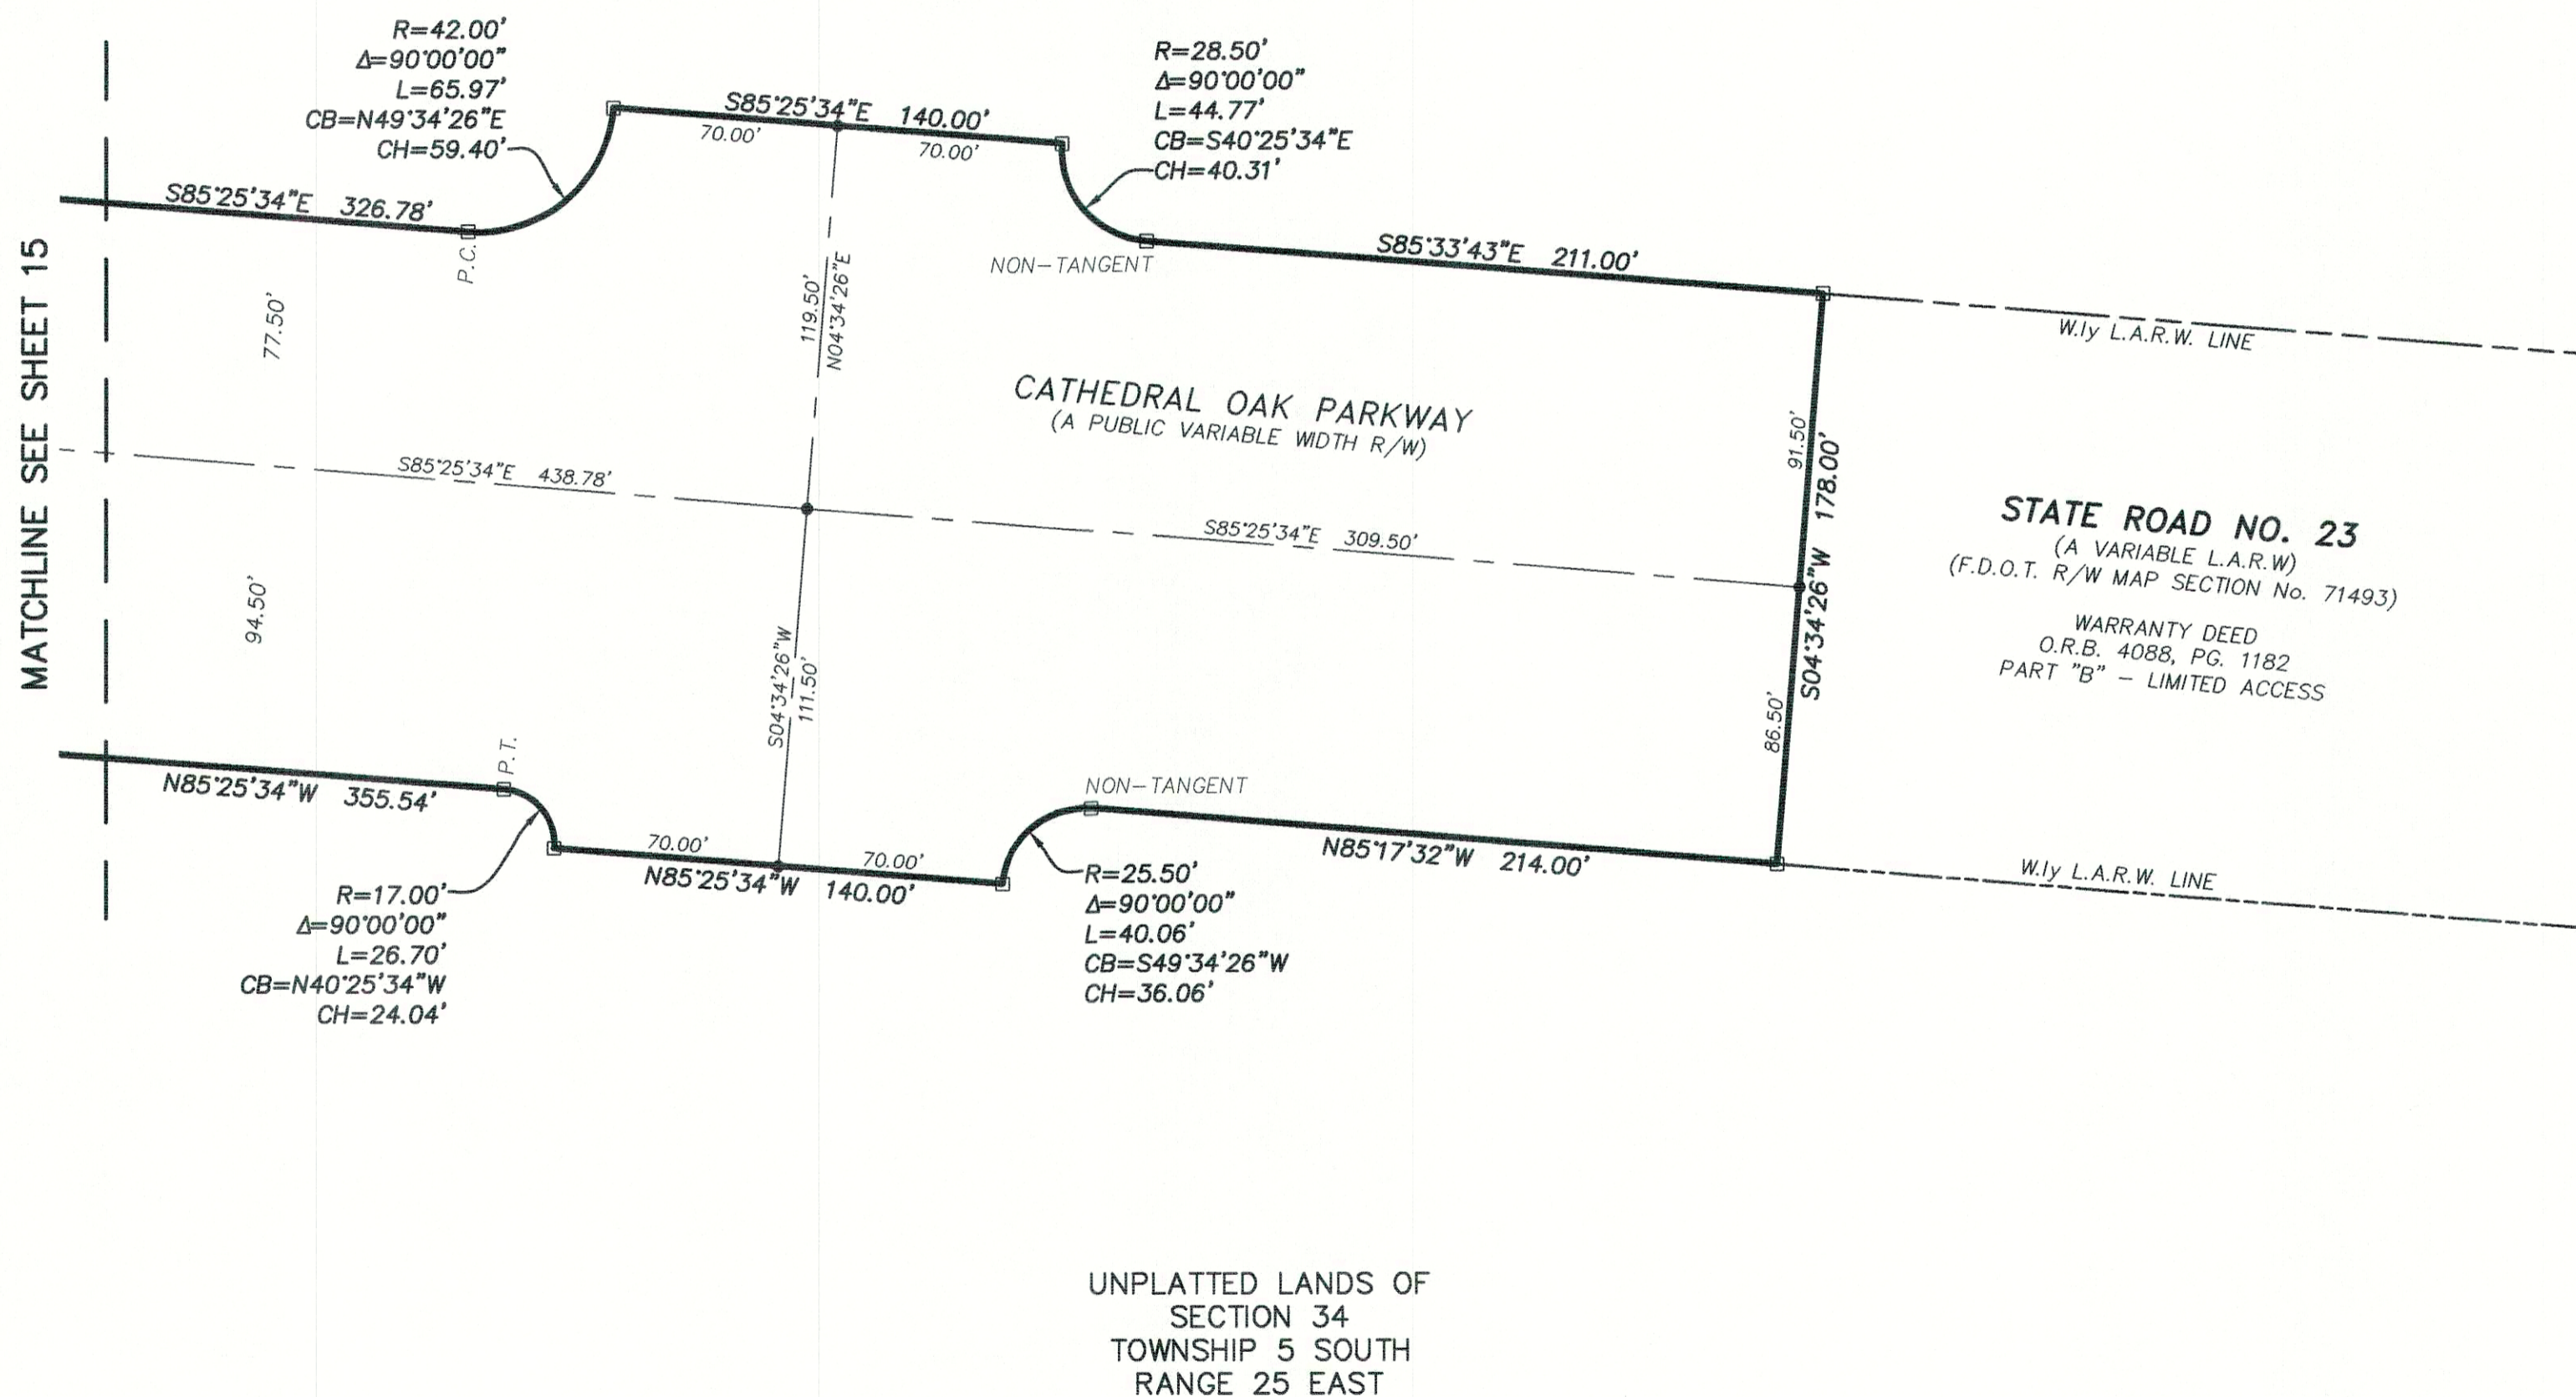 R=42.00'
Δ=90°00'00"
L=65.97'
CB=N49°34'26"E
CH=59.40'
R=28.50'
Δ=90°00'00"
L=44.77'
CB=S40°25'34"E
CH=40.31'
S85°25'34"E 140.00'
70.00'
70.00'
S85°25'34"E 326.78'
P.C.
NON-TANGENT
S85°33'43"E 211.00'
W.ly L.A.R.W. LINE
MATCHLINE SEE SHEET 15
77.50'
119.50'
N04°34'26"E
CATHEDRAL OAK PARKWAY
(A PUBLIC VARIABLE WIDTH R/W)
91.50'
S04°34'26"W 178.00'
86.50'
S85°25'34"E 438.78'
S85°25'34"E 309.50'
STATE ROAD NO. 23
(A VARIABLE L.A.R.W)
(F.D.O.T. R/W MAP SECTION No. 71493)
WARRANTY DEED
O.R.B. 4088, PG. 1182
PART "B" - LIMITED ACCESS
94.50'
S04°34'26"W
111.50'
P.T.
N85°25'34"W 355.54'
70.00'
70.00'
N85°25'34"W 140.00'
NON-TANGENT
N85°17'32"W 214.00'
W.ly L.A.R.W. LINE
R=17.00'
Δ=90°00'00"
L=26.70'
CB=N40°25'34"W
CH=24.04'
R=25.50'
Δ=90°00'00"
L=40.06'
CB=S49°34'26"W
CH=36.06'
UNPLATTED LANDS OF
SECTION 34
TOWNSHIP 5 SOUTH
RANGE 25 EAST